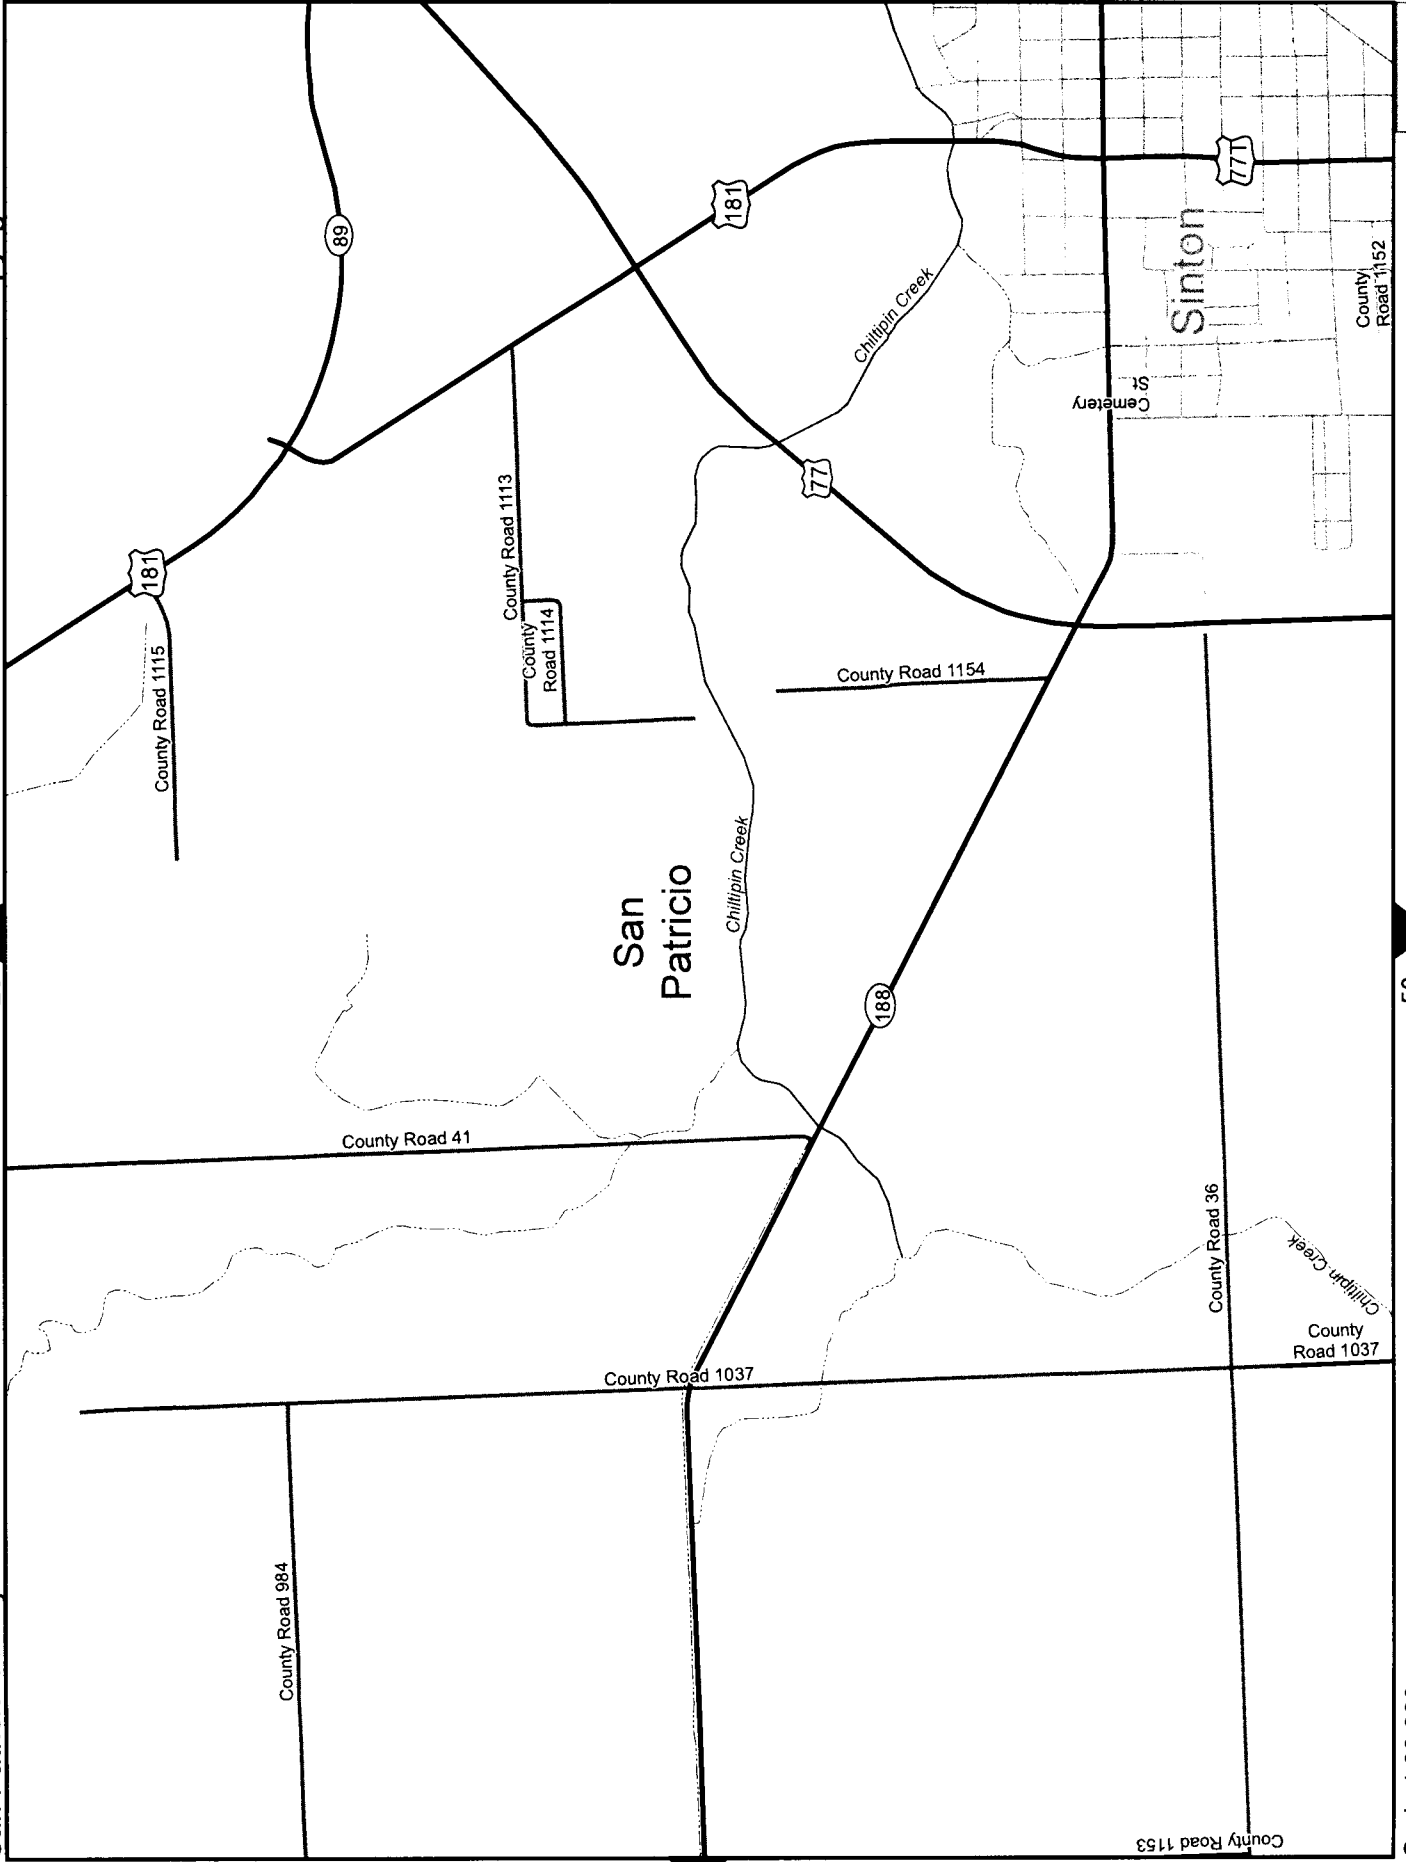 89
181
181
County Road 1115
County Road 1113
County
Road 1114
77
Chiltipin Creek
Cemetery
St
Sinton
77T
County
Road 1152
County Road 1154
San
Patricio
Chiltipin Creek
188
County Road 41
County Road 36
Chiltipin Creek
County Road 1037
County
Road 1037
County Road 984
County Road 1153